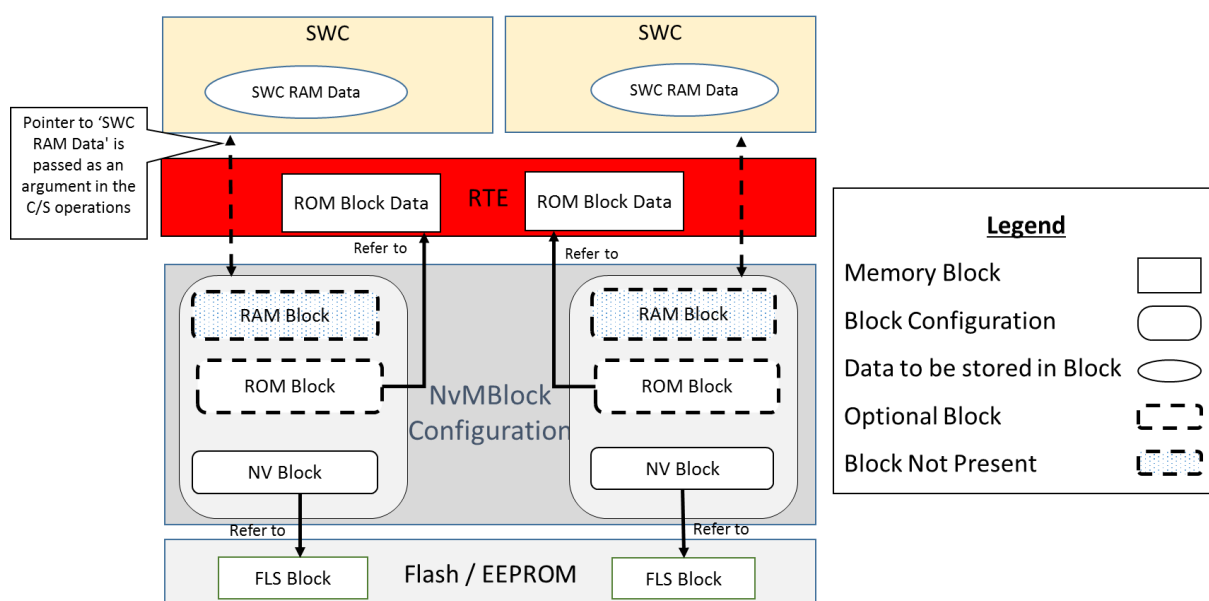 SWC
SWC
SWC RAM Data
SWC RAM Data
Pointer to ‘SWC
RAM Data' is
passed as an
argument in the
C/S operations
ROM Block Data
RTE
ROM Block Data
Refer to
Refer to
RAM Block
RAM Block
ROM Block
ROM Block
NvMBlock
Configuration
NV Block
NV Block
Refer to
Refer to
FLS Block
Flash / EEPROM
FLS Block
Legend
Memory Block
Block Configuration
Data to be stored in Block
Optional Block
Block Not Present